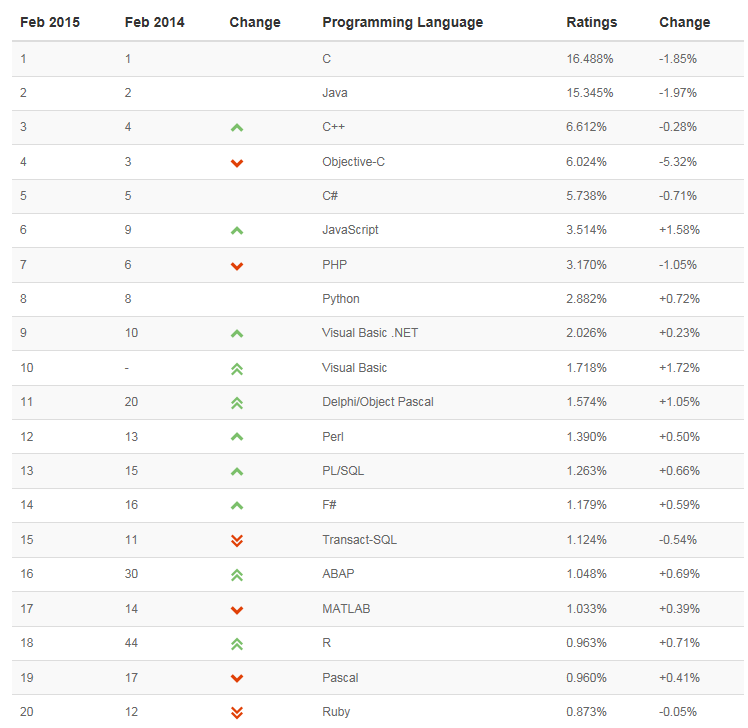 Feb 2015 Feb 2014 Change Programming Language Ratings Change
1 1 C 16.488% -1.85%
2 2 Java 15.345% -1.97%
3 4 C++ 6.612% -0.28%
4 3 Objective-C 6.024% -5.32%
5 5 C# 5.738% -0.71%
6 9 JavaScript 3.514% +1.58%
7 6 PHP 3.170% -1.05%
8 8 Python 2.882% +0.72%
9 10 Visual Basic .NET 2.026% +0.23%
10 - Visual Basic 1.718% +1.72%
11 20 Delphi/Object Pascal 1.574% +1.05%
12 13 Perl 1.390% +0.50%
13 15 PL/SQL 1.263% +0.66%
14 16 F# 1.179% +0.59%
15 11 Transact-SQL 1.124% -0.54%
16 30 ABAP 1.048% +0.69%
17 14 MATLAB 1.033% +0.39%
18 44 R 0.963% +0.71%
19 17 Pascal 0.960% +0.41%
20 12 Ruby 0.873% -0.05%